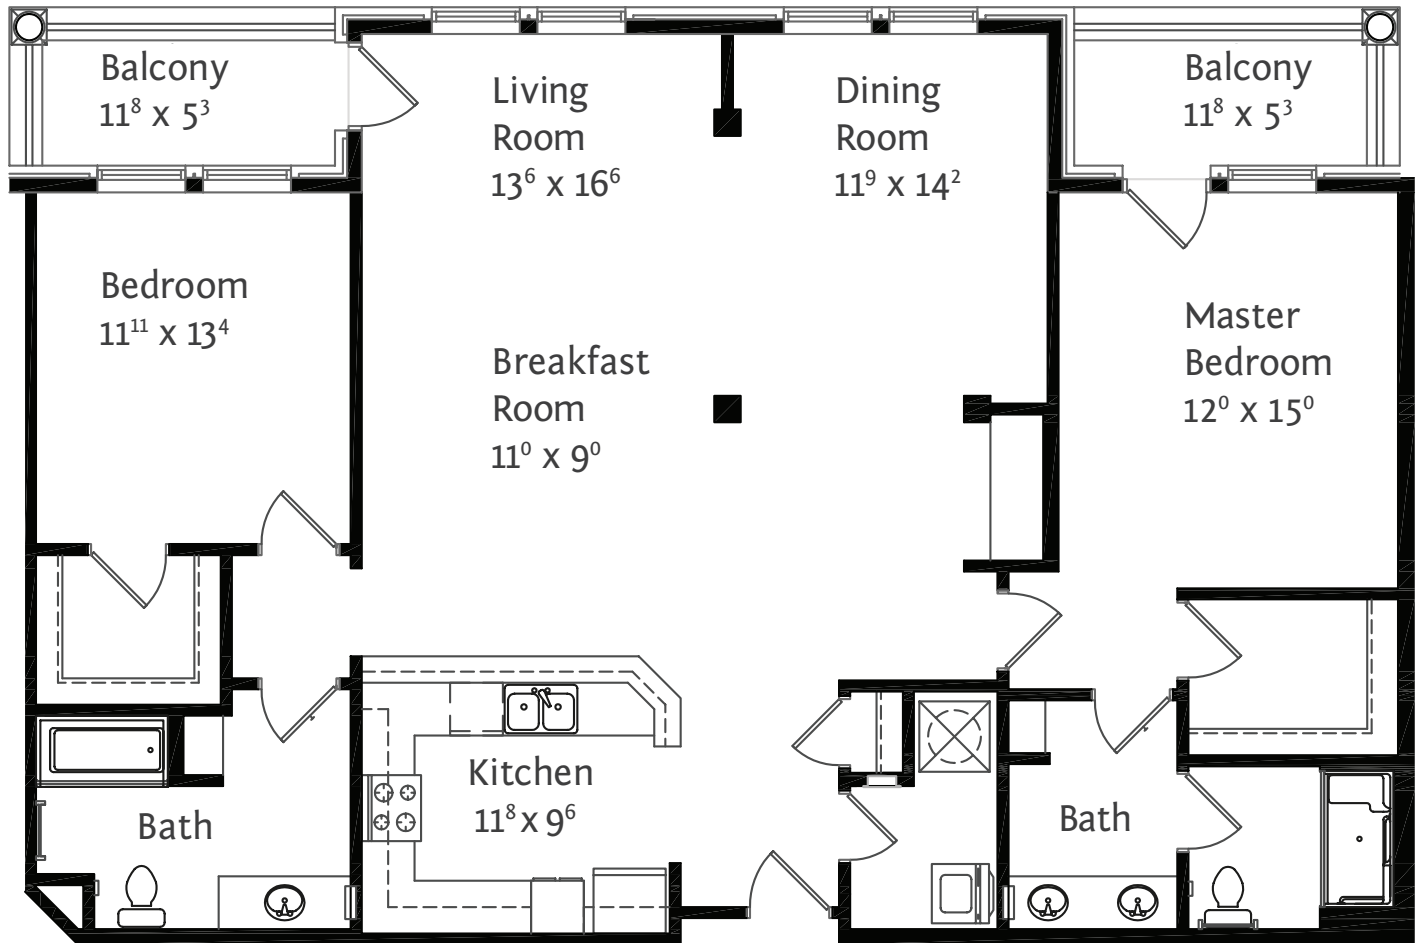 Balcony
11⁸ x 5³
Living
Room
13⁶ x 16⁶
Dining
Room
11⁹ x 14²
Balcony
11⁸ x 5³
Bedroom
11¹¹ x 13⁴
Breakfast
Room
11⁰ x 9⁰
Master
Bedroom
12⁰ x 15⁰
Kitchen
11⁸ x 9⁶
Bath
Bath